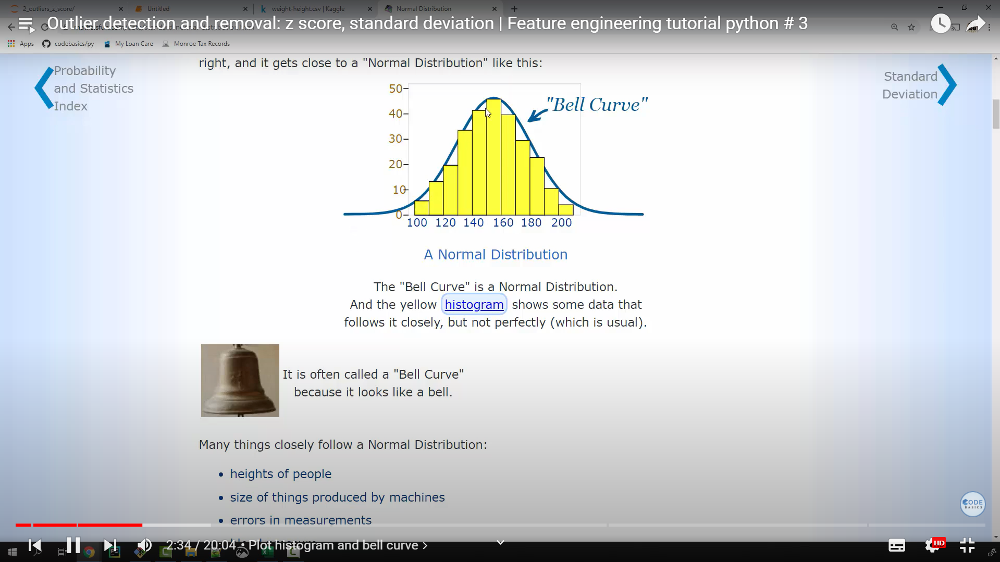 2_outliers_z_score/
Untitled
weight-height.csv | Kaggle
Normal Distribution
Outlier detection and removal: z score, standard deviation | Feature engineering tutorial python # 3
Apps
codebasics/py
My Loan Care
Monroe Tax Records
Probability
and Statistics
Index
Standard
Deviation
right, and it gets close to a "Normal Distribution" like this:
50
40
30
20
10
0
"Bell Curve"
100 120 140 160 180 200
A Normal Distribution
The "Bell Curve" is a Normal Distribution.
And the yellow histogram shows some data that
follows it closely, but not perfectly (which is usual).
It is often called a "Bell Curve"
because it looks like a bell.
Many things closely follow a Normal Distribution:
• heights of people
• size of things produced by machines
• errors in measurements
CODE
BASICS
2:34 / 20:04 • Plot histogram and bell curve
HD